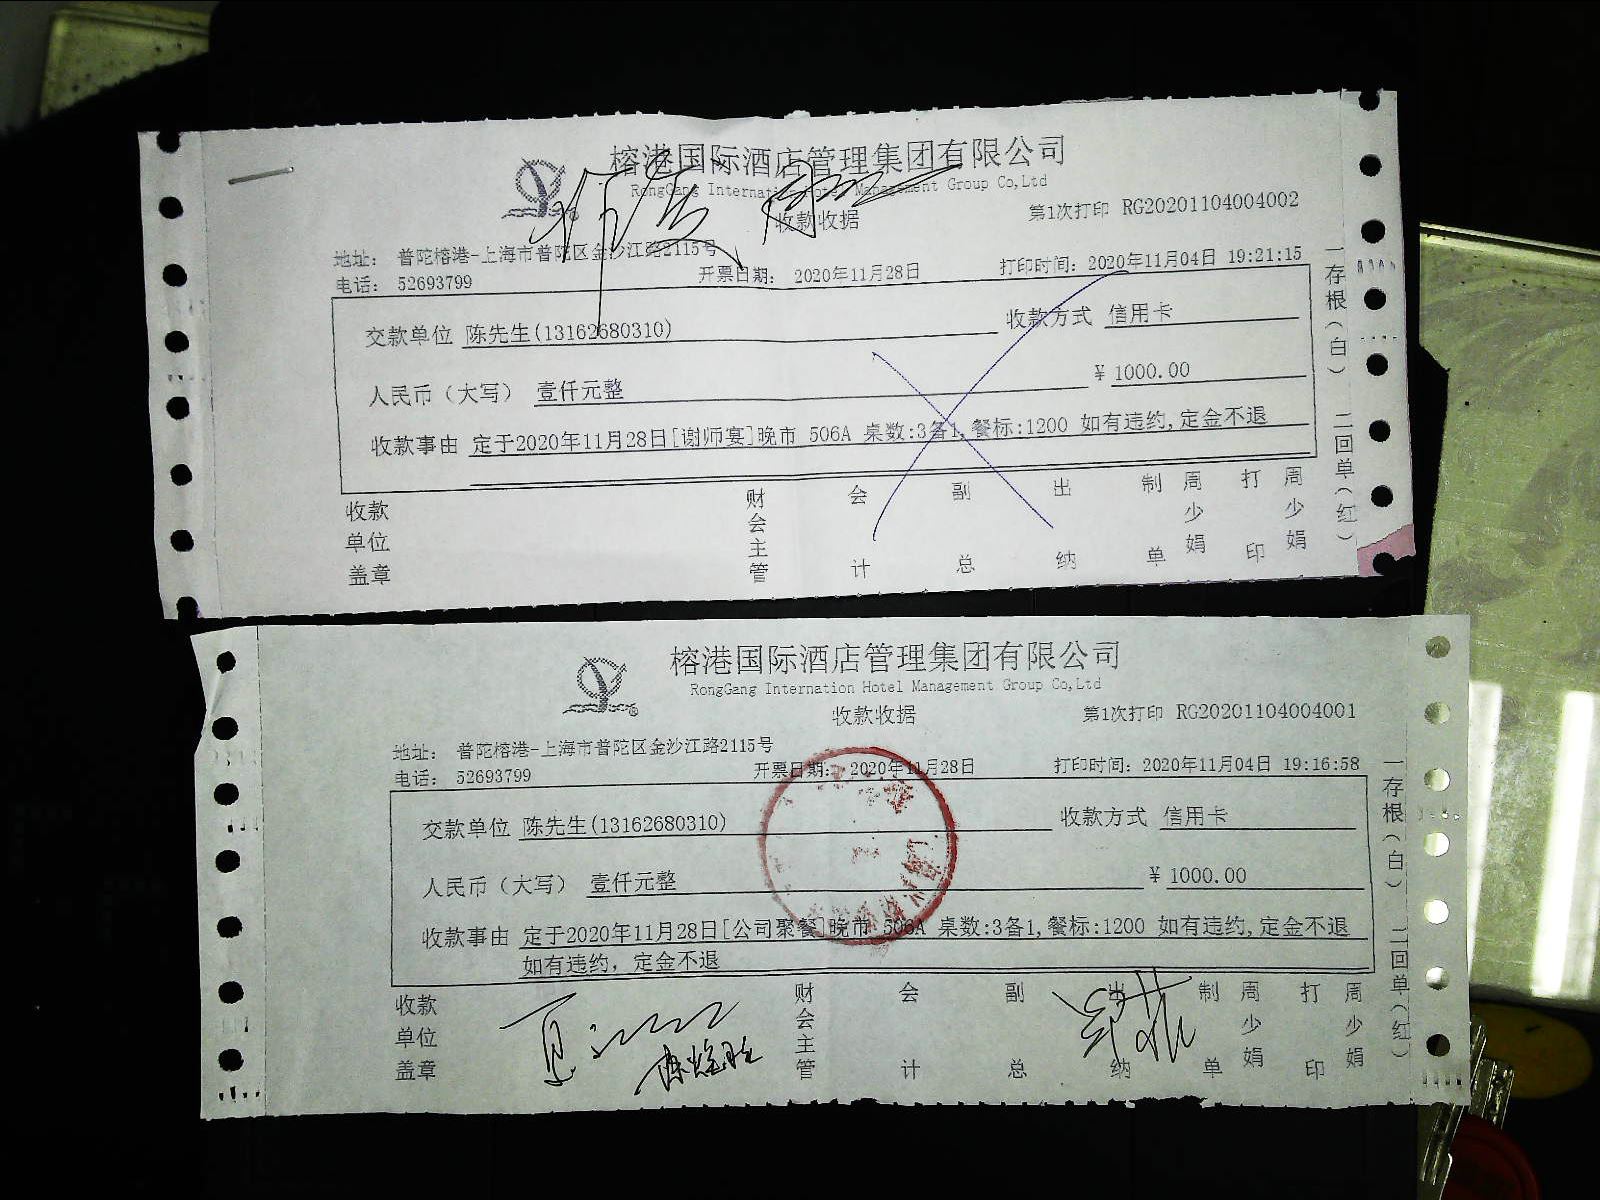 榕港国际酒店管理集团有限公司
RongGang Internation Hotel Management Group Co,Ltd
收款收据
第1次打印 RG20201104004002
地址： 普陀榕港-上海市普陀区金沙江路2115号
电话： 52693799
开票日期： 2020年11月28日
打印时间：2020年11月04日 19:21:15
交款单位 陈先生(13162680310)
收款方式 信用卡
人民币（大写） 壹仟元整
￥ 1000.00
收款事由 定于2020年11月28日[谢师宴]晚市 506A 桌数:3备1,餐标:1200 如有违约,定金不退
收款单位盖章
财会主管
会计
副总
出纳
制单
周少娟
打印
周少娟
一存根（白） 二回单（红）
榕港国际酒店管理集团有限公司
RongGang Internation Hotel Management Group Co,Ltd
收款收据
第1次打印 RG20201104004001
地址： 普陀榕港-上海市普陀区金沙江路2115号
电话： 52693799
开票日期： 2020年11月28日
打印时间：2020年11月04日 19:16:58
交款单位 陈先生(13162680310)
收款方式 信用卡
人民币（大写） 壹仟元整
￥ 1000.00
收款事由 定于2020年11月28日[公司聚餐]晚市 506A 桌数:3备1,餐标:1200 如有违约,定金不退
如有违约，定金不退
收款单位盖章
财会主管
会计
副总
出纳
制单
周少娟
打印
周少娟
一存根（白） 二回单（红）